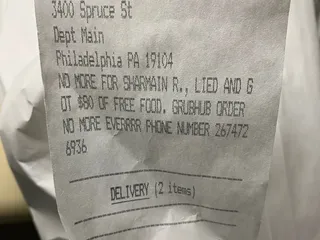 3400 Spruce St
Dept Main
Philadelphia PA 19104
NO MORE FOR SHARMAIN R., LIED AND G
OT $80 OF FREE FOOD. GRUBHUB ORDER
NO MORE EVERRRR PHONE NUMBER 267472
6936
DELIVERY (2 items)